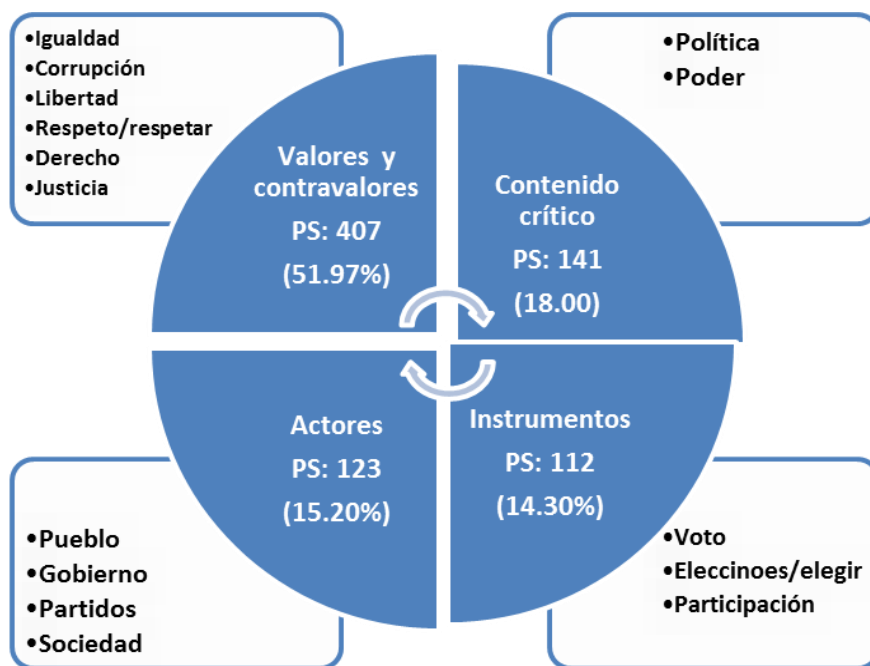 •Igualdad
•Corrupción
•Libertad
•Respeto/respetar
•Derecho
•Justicia
•Política
•Poder
Valores y
contravalores
PS: 407
(51.97%)
Contenido
crítico
PS: 141
(18.00)
Actores
PS: 123
(15.20%)
Instrumentos
PS: 112
(14.30%)
•Pueblo
•Gobierno
•Partidos
•Sociedad
•Voto
•Eleccinoes/elegir
•Participación